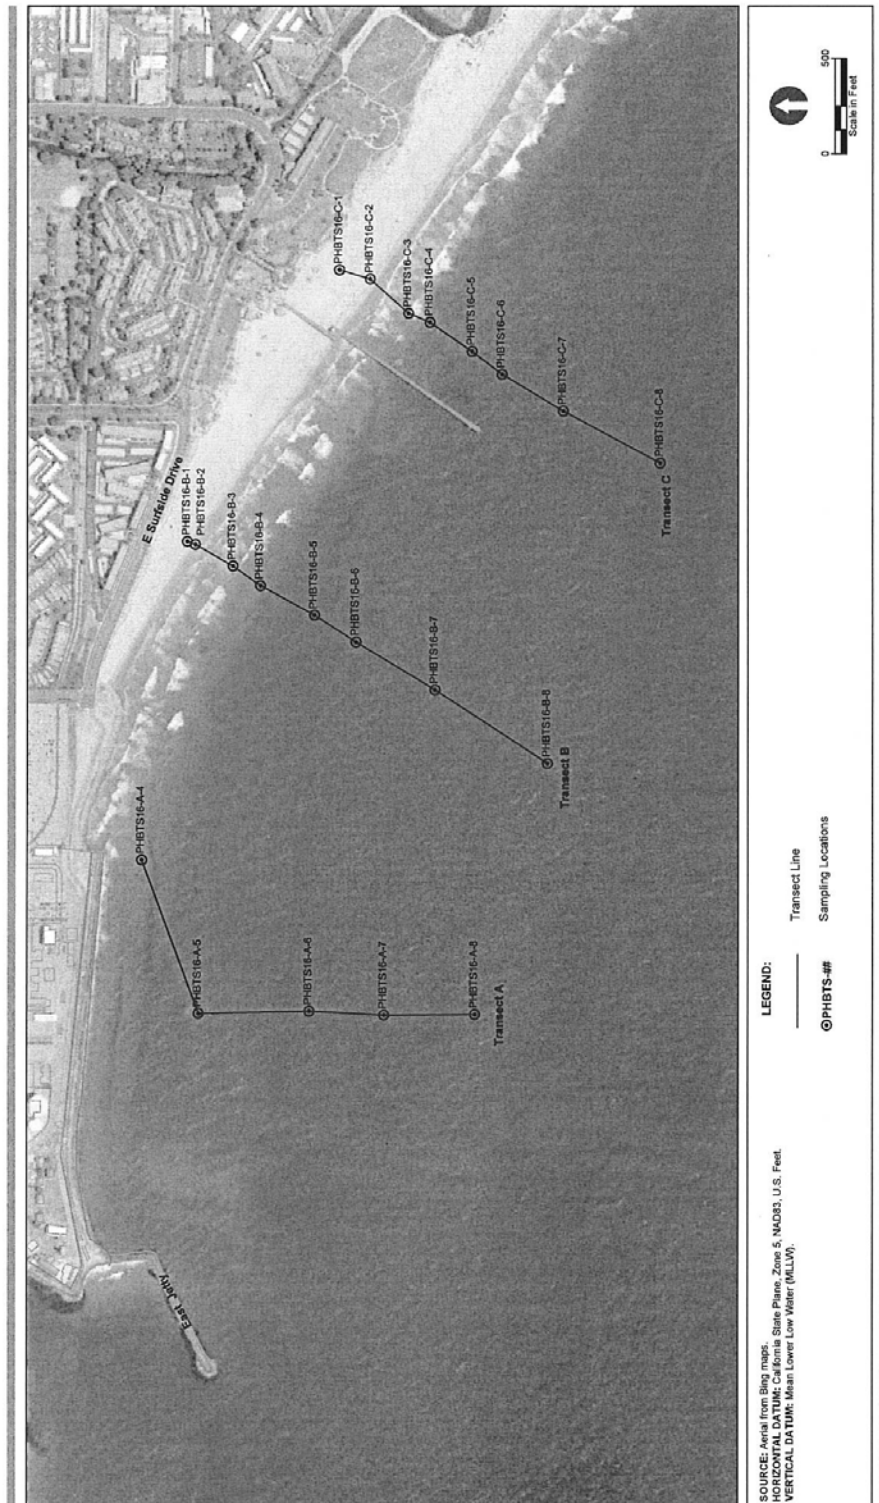 PHBTS16-A-4
PHBTS16-A-5
PHBTS16-A-6
PHBTS16-A-7
PHBTS16-A-8
Transect A
East Jetty
E Surfside Drive
PHBTS16-B-1
PHBTS16-B-2
PHBTS16-B-3
PHBTS16-B-4
PHBTS16-B-5
PHBTS16-B-6
PHBTS16-B-7
PHBTS16-B-8
Transect B
PHBTS16-C-1
PHBTS16-C-2
PHBTS16-C-3
PHBTS16-C-4
PHBTS16-C-5
PHBTS16-C-6
PHBTS16-C-7
PHBTS16-C-8
Transect C
SOURCE: Aerial from Bing maps.
HORIZONTAL DATUM: California State Plane, Zone 5, NAD83, U.S. Feet.
VERTICAL DATUM: Mean Lower Low Water (MLLW).
LEGEND:
Transect Line
PHBTS-## Sampling Locations
0 500
Scale in Feet